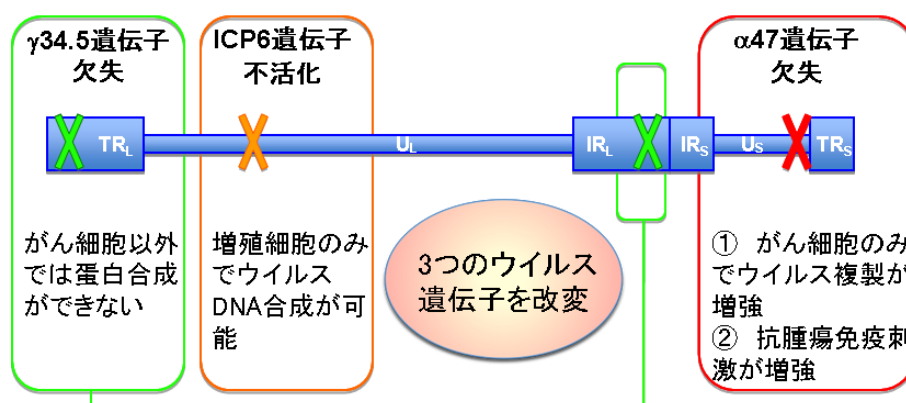 γ34.5遺伝子
欠失
ICP6遺伝子
不活化
α47遺伝子
欠失
TRL
UL
IRL
IRS
US
TRS
がん細胞以外
では蛋白合成
ができない
増殖細胞のみ
でウイルス
DNA合成が可
能
3つのウイルス
遺伝子を改変
① がん細胞のみ
でウイルス複製が
増強
② 抗腫瘍免疫刺
激が増強